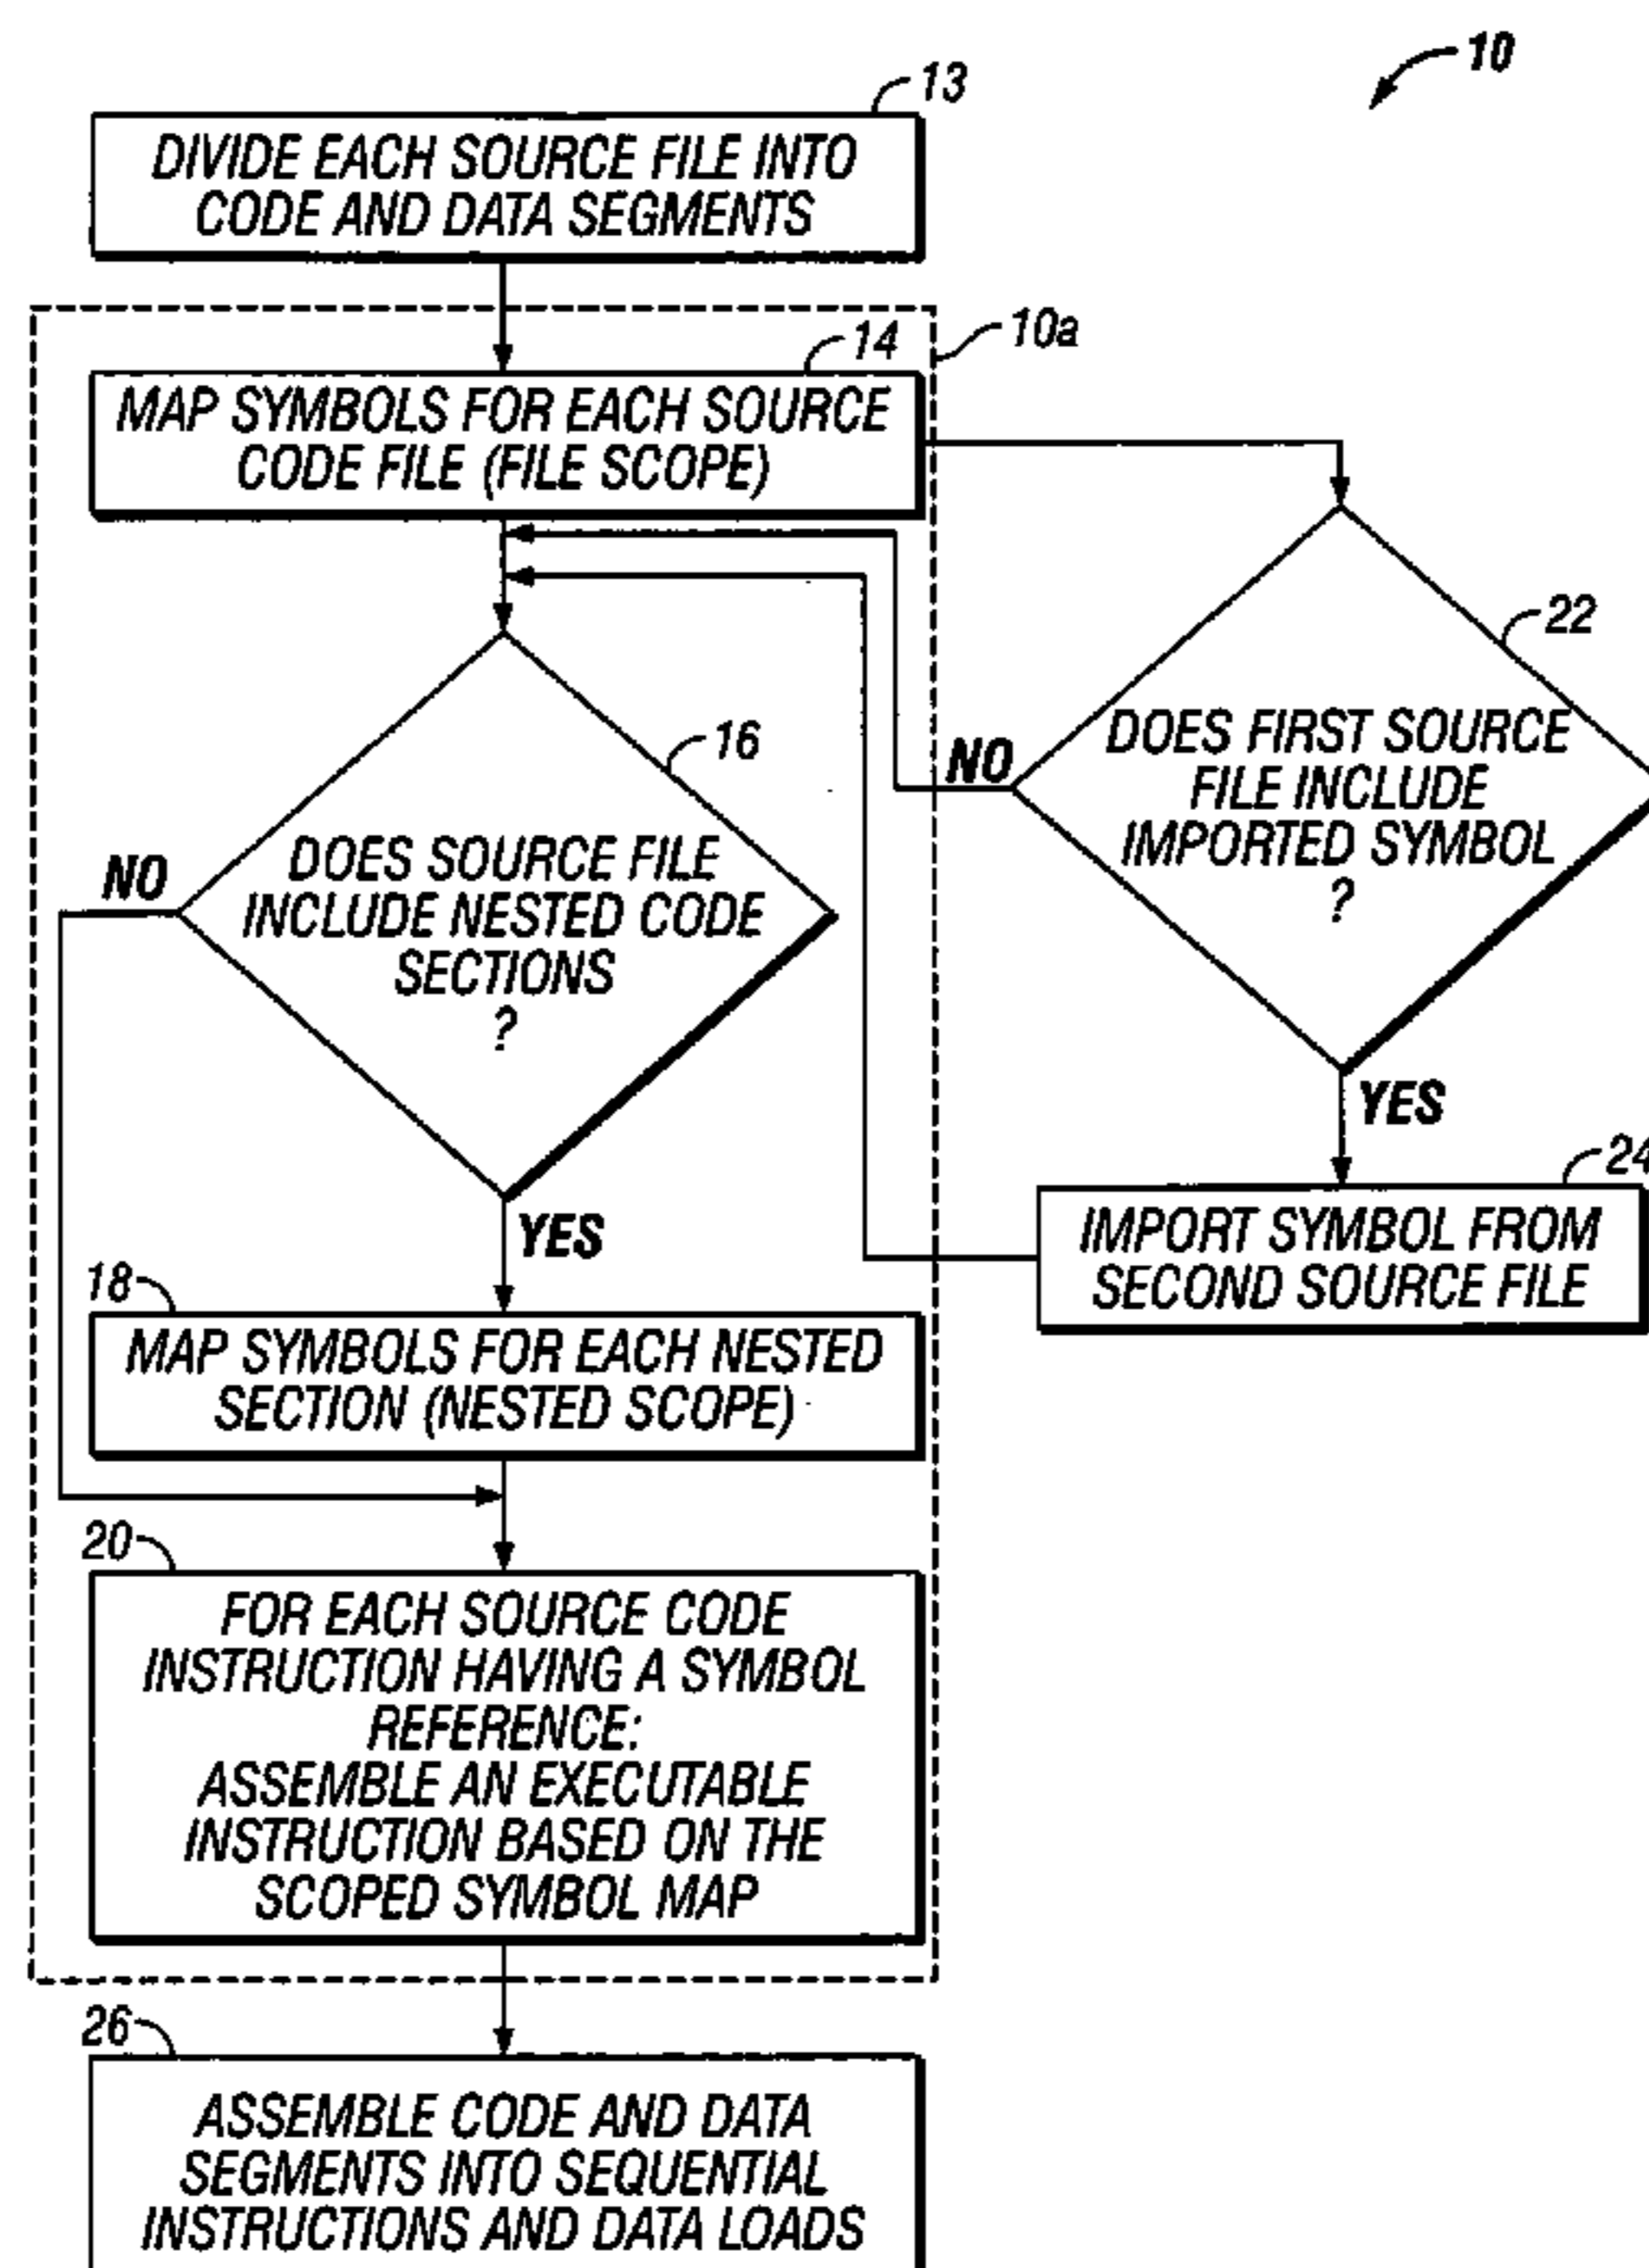 10
13
DIVIDE EACH SOURCE FILE INTO
CODE AND DATA SEGMENTS
10a
14
MAP SYMBOLS FOR EACH SOURCE
CODE FILE (FILE SCOPE)
22
DOES FIRST SOURCE
FILE INCLUDE
IMPORTED SYMBOL
?
NO
YES
16
DOES SOURCE FILE
INCLUDE NESTED CODE
SECTIONS
?
NO
YES
24
IMPORT SYMBOL FROM
SECOND SOURCE FILE
18
MAP SYMBOLS FOR EACH NESTED
SECTION (NESTED SCOPE)
20
FOR EACH SOURCE CODE
INSTRUCTION HAVING A SYMBOL
REFERENCE:
ASSEMBLE AN EXECUTABLE
INSTRUCTION BASED ON THE
SCOPED SYMBOL MAP
26
ASSEMBLE CODE AND DATA
SEGMENTS INTO SEQUENTIAL
INSTRUCTIONS AND DATA LOADS